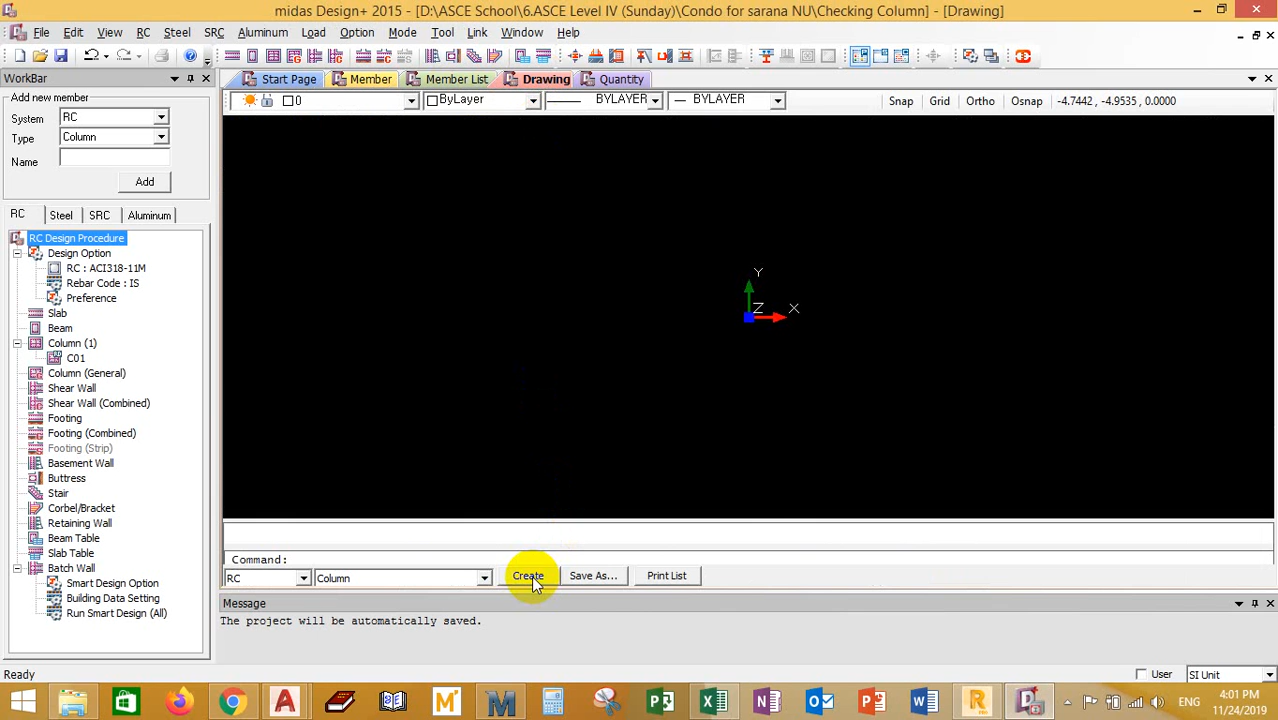 midas Design+ 2015 - [D:\ASCE School\6.ASCE Level IV (Sunday)\Condo for sarana NU\Checking Column] - [Drawing]
File Edit View RC Steel SRC Aluminum Load Option Mode Tool Link Window Help
WorkBar
Start Page Member Member List Drawing Quantity
Add new member
System RC
Type Column
Name
Add
0 ByLayer BYLAYER BYLAYER Snap Grid Ortho Osnap -4.7442 , -4.9535, 0.0000
RC Steel SRC Aluminum
RC Design Procedure
Design Option
RC : ACI318-11M
Rebar Code : IS
Preference
Slab
Beam
Column (1)
C01
Column (General)
Shear Wall
Shear Wall (Combined)
Footing
Footing (Combined)
Footing (Strip)
Basement Wall
Buttress
Stair
Corbel/Bracket
Retaining Wall
Beam Table
Slab Table
Batch Wall
Smart Design Option
Building Data Setting
Run Smart Design (All)
Y
Z X
Command:
RC Column Create Save As... Print List
Message
The project will be automatically saved.
Ready User SI Unit
ENG 4:01 PM
11/24/2019